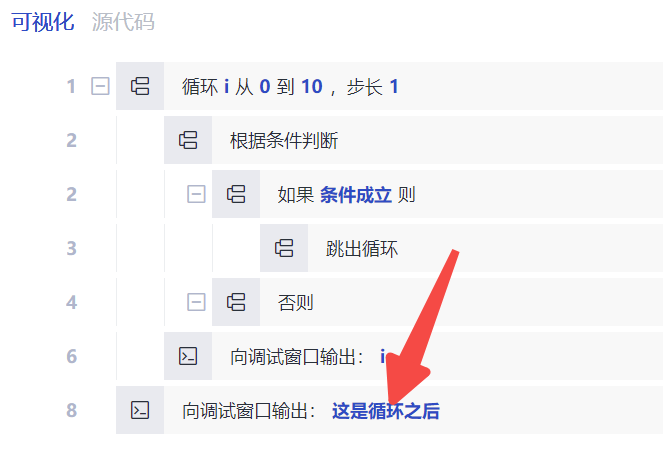 可视化 源代码
1 循环 i 从 0 到 10 ，步长 1
2 根据条件判断
2 如果 条件成立 则
3 跳出循环
4 否则
6 向调试窗口输出： i
8 向调试窗口输出： 这是循环之后